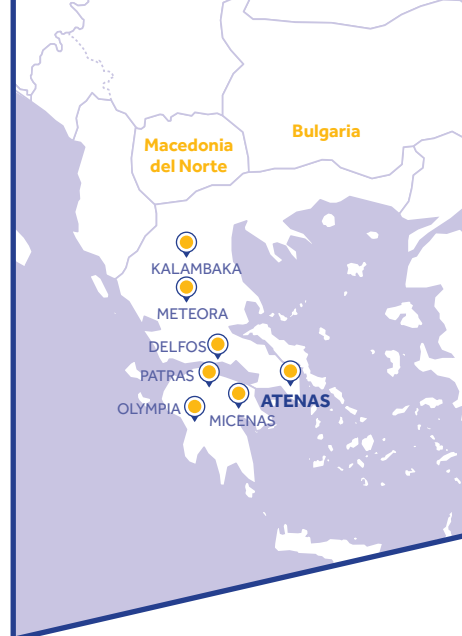 Bulgaria
Macedonia
del Norte
KALAMBAKA
METEORA
DELFOS
PATRAS
ATENAS
OLYMPIA
MICENAS